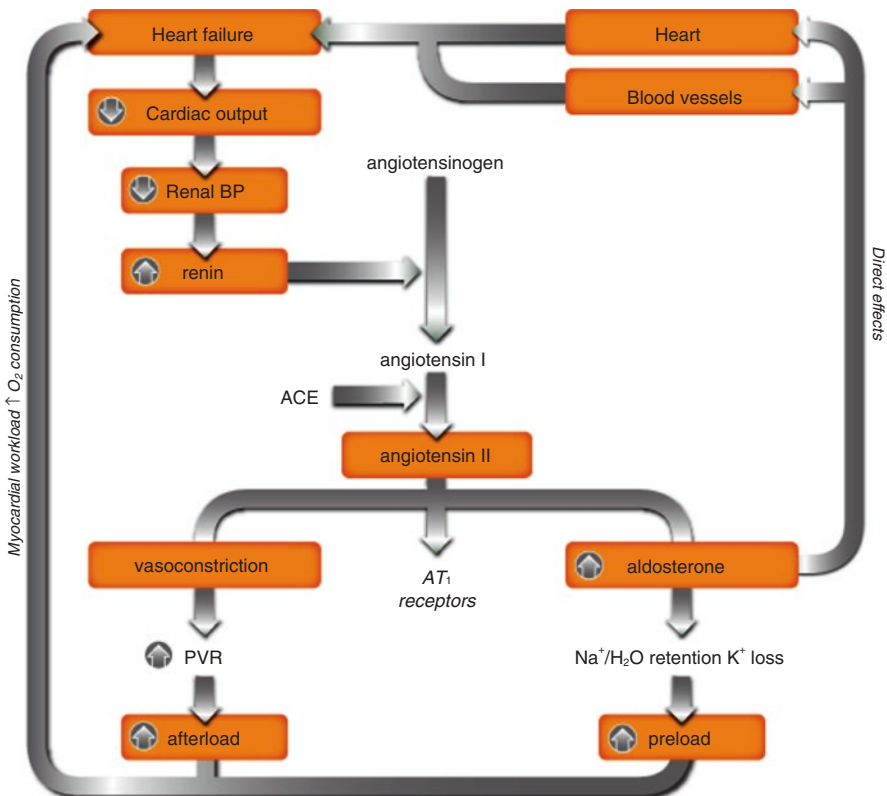 Heart failure
Heart
Blood vessels
Cardiac output
Renal BP
renin
angiotensinogen
angiotensin I
ACE
angiotensin II
vasoconstriction
AT₁
receptors
aldosterone
PVR
Na⁺/H₂O retention K⁺ loss
afterload
preload
Myocardial workload ↑ O₂ consumption
Direct effects